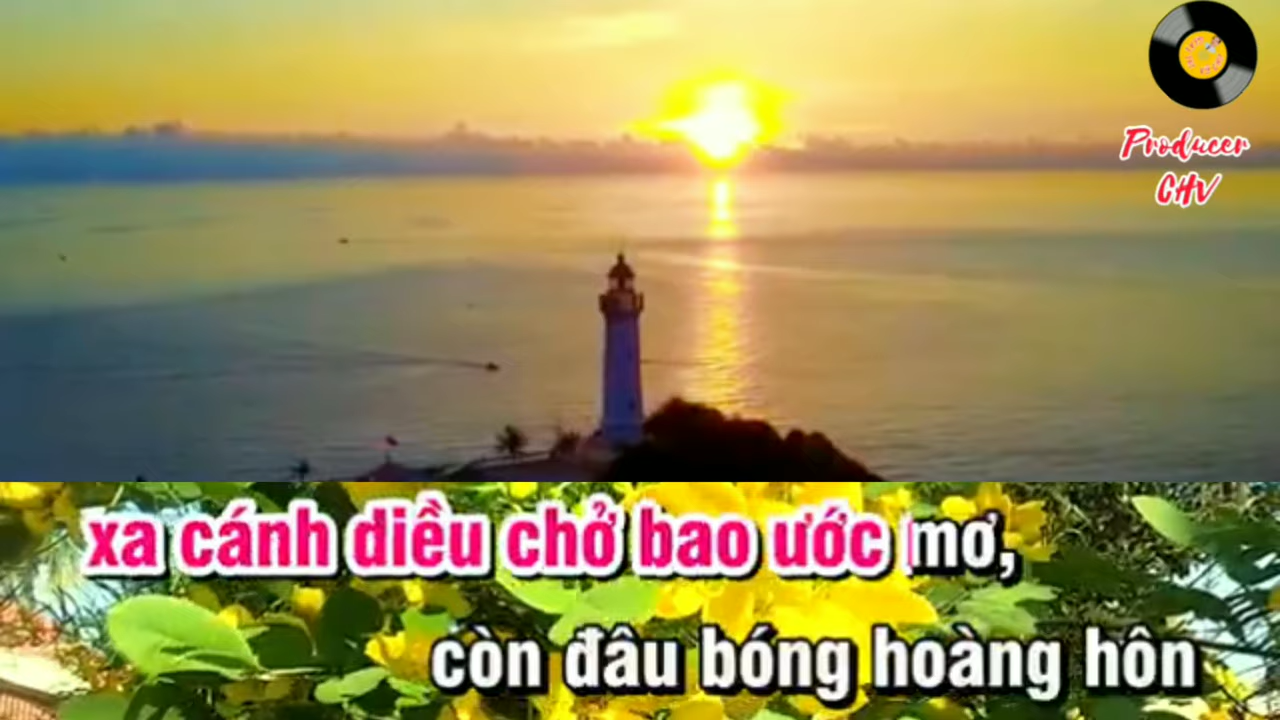 Producer
CHV
xa cánh diều chở bao ước mơ,
còn đâu bóng hoàng hôn